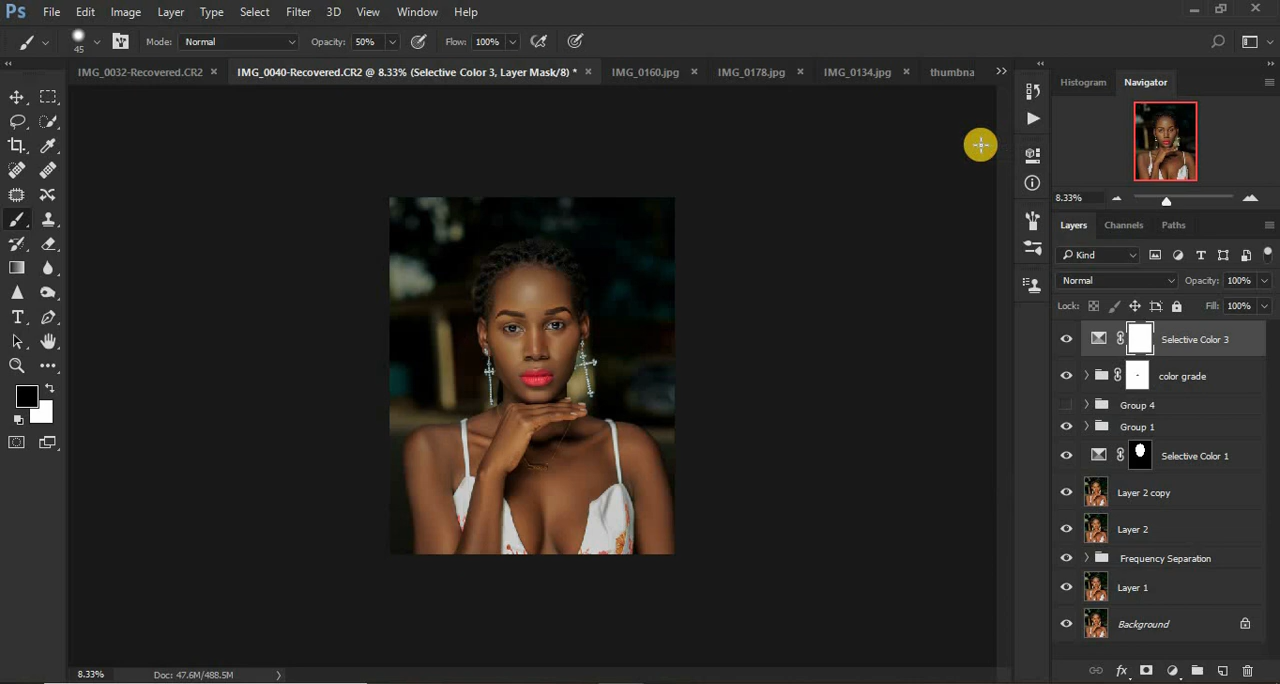 Ps File Edit Image Layer Type Select Filter 3D View Window Help
45 Mode: Normal Opacity: 50% Flow: 100%
IMG_0032-Recovered.CR2 × IMG_0040-Recovered.CR2 @ 8.33% (Selective Color 3, Layer Mask/8) * × IMG_0160.jpg × IMG_0178.jpg × IMG_0134.jpg × thumbna »
Histogram Navigator
8.33%
Layers Channels Paths
Kind
Normal Opacity: 100%
Lock: Fill: 100%
Selective Color 3
color grade
Group 4
Group 1
Selective Color 1
Layer 2 copy
Layer 2
Frequency Separation
Layer 1
Background
fx
8.33% Doc: 47.6M/488.5M